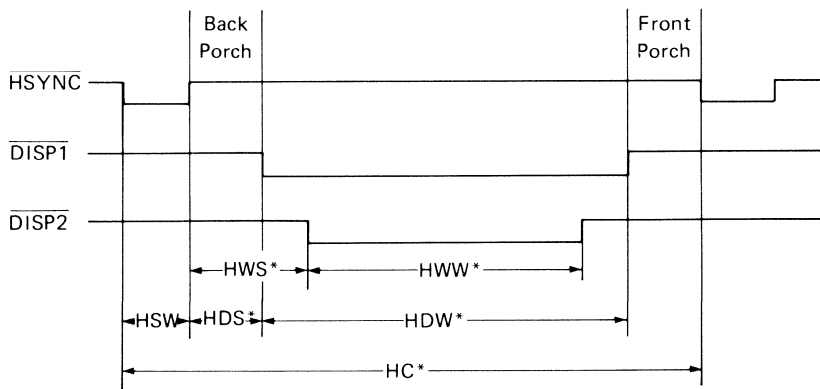 Back
Porch
Front
Porch
HSYNC
DISP1
DISP2
HWS*
HWW*
HSW
HDS*
HDW*
HC*